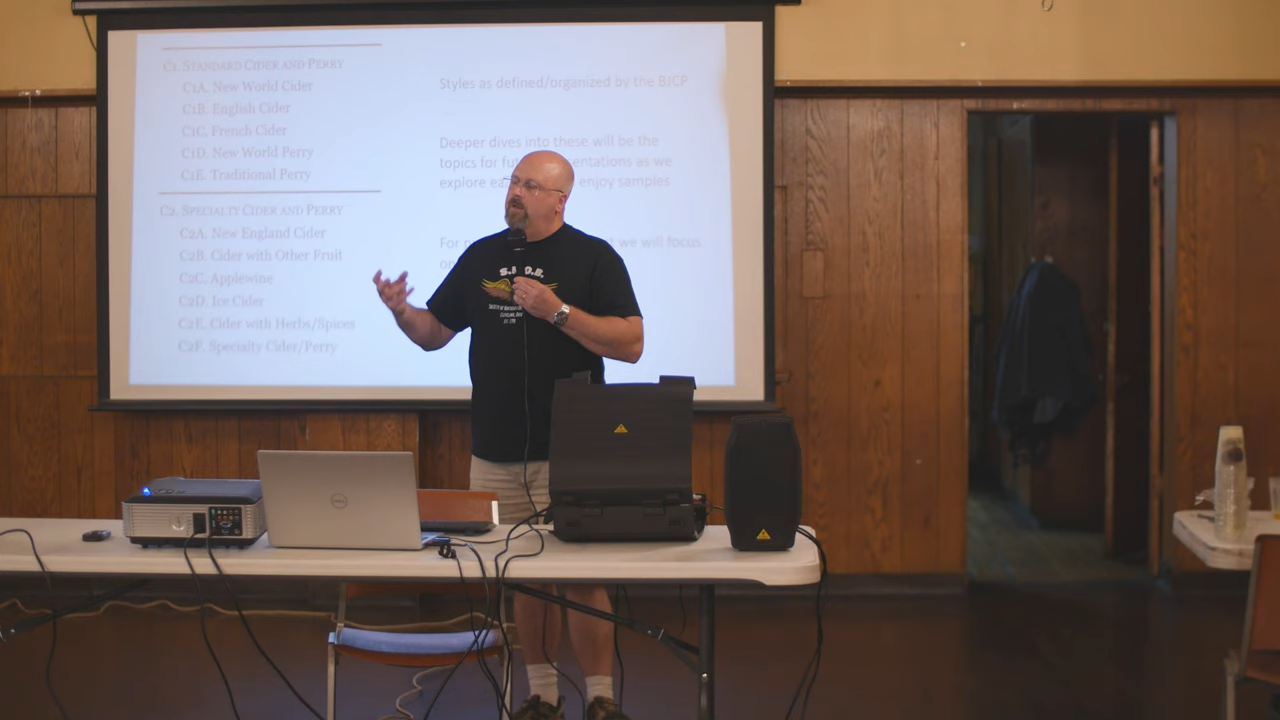 C1. STANDARD CIDER AND PERRY
C1A. New World Cider
C1B. English Cider
C1C. French Cider
C1D. New World Perry
C1E. Traditional Perry
C2. SPECIALTY CIDER AND PERRY
C2A. New England Cider
C2B. Cider with Other Fruit
C2C. Applewine
C2D. Ice Cider
C2E. Cider with Herbs/Spices
C2F. Specialty Cider/Perry
Styles as defined/organized by the BJCP
Deeper dives into these will be the
topics for entations as we
explore enjoy samples
For we will focus
DELL